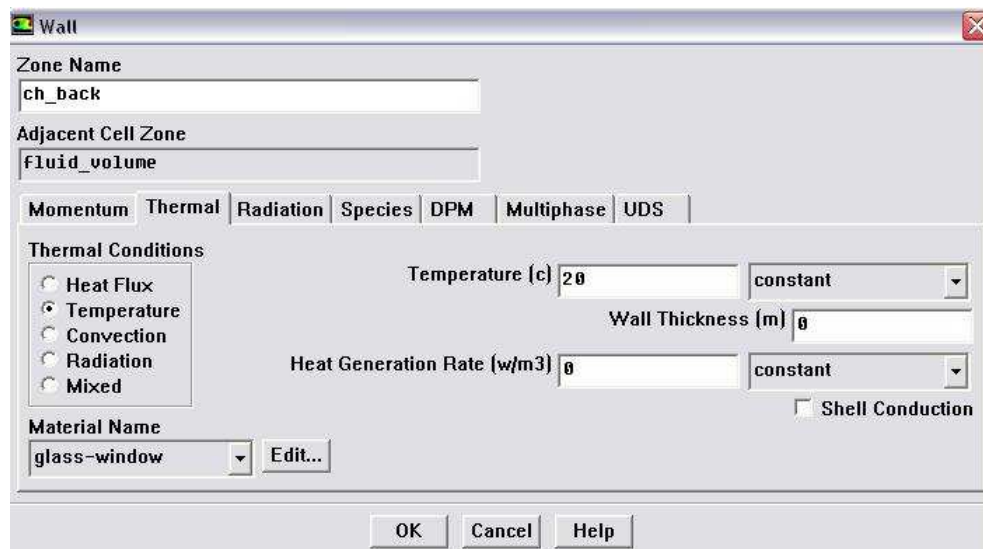 Wall
Zone Name
ch_back
Adjacent Cell Zone
fluid_volume
Momentum Thermal Radiation Species DPM Multiphase UDS
Thermal Conditions
Heat Flux
Temperature
Convection
Radiation
Mixed
Temperature (c) 20 constant
Wall Thickness (m) 0
Heat Generation Rate (w/m3) 0 constant
Shell Conduction
Material Name
glass-window Edit...
OK Cancel Help